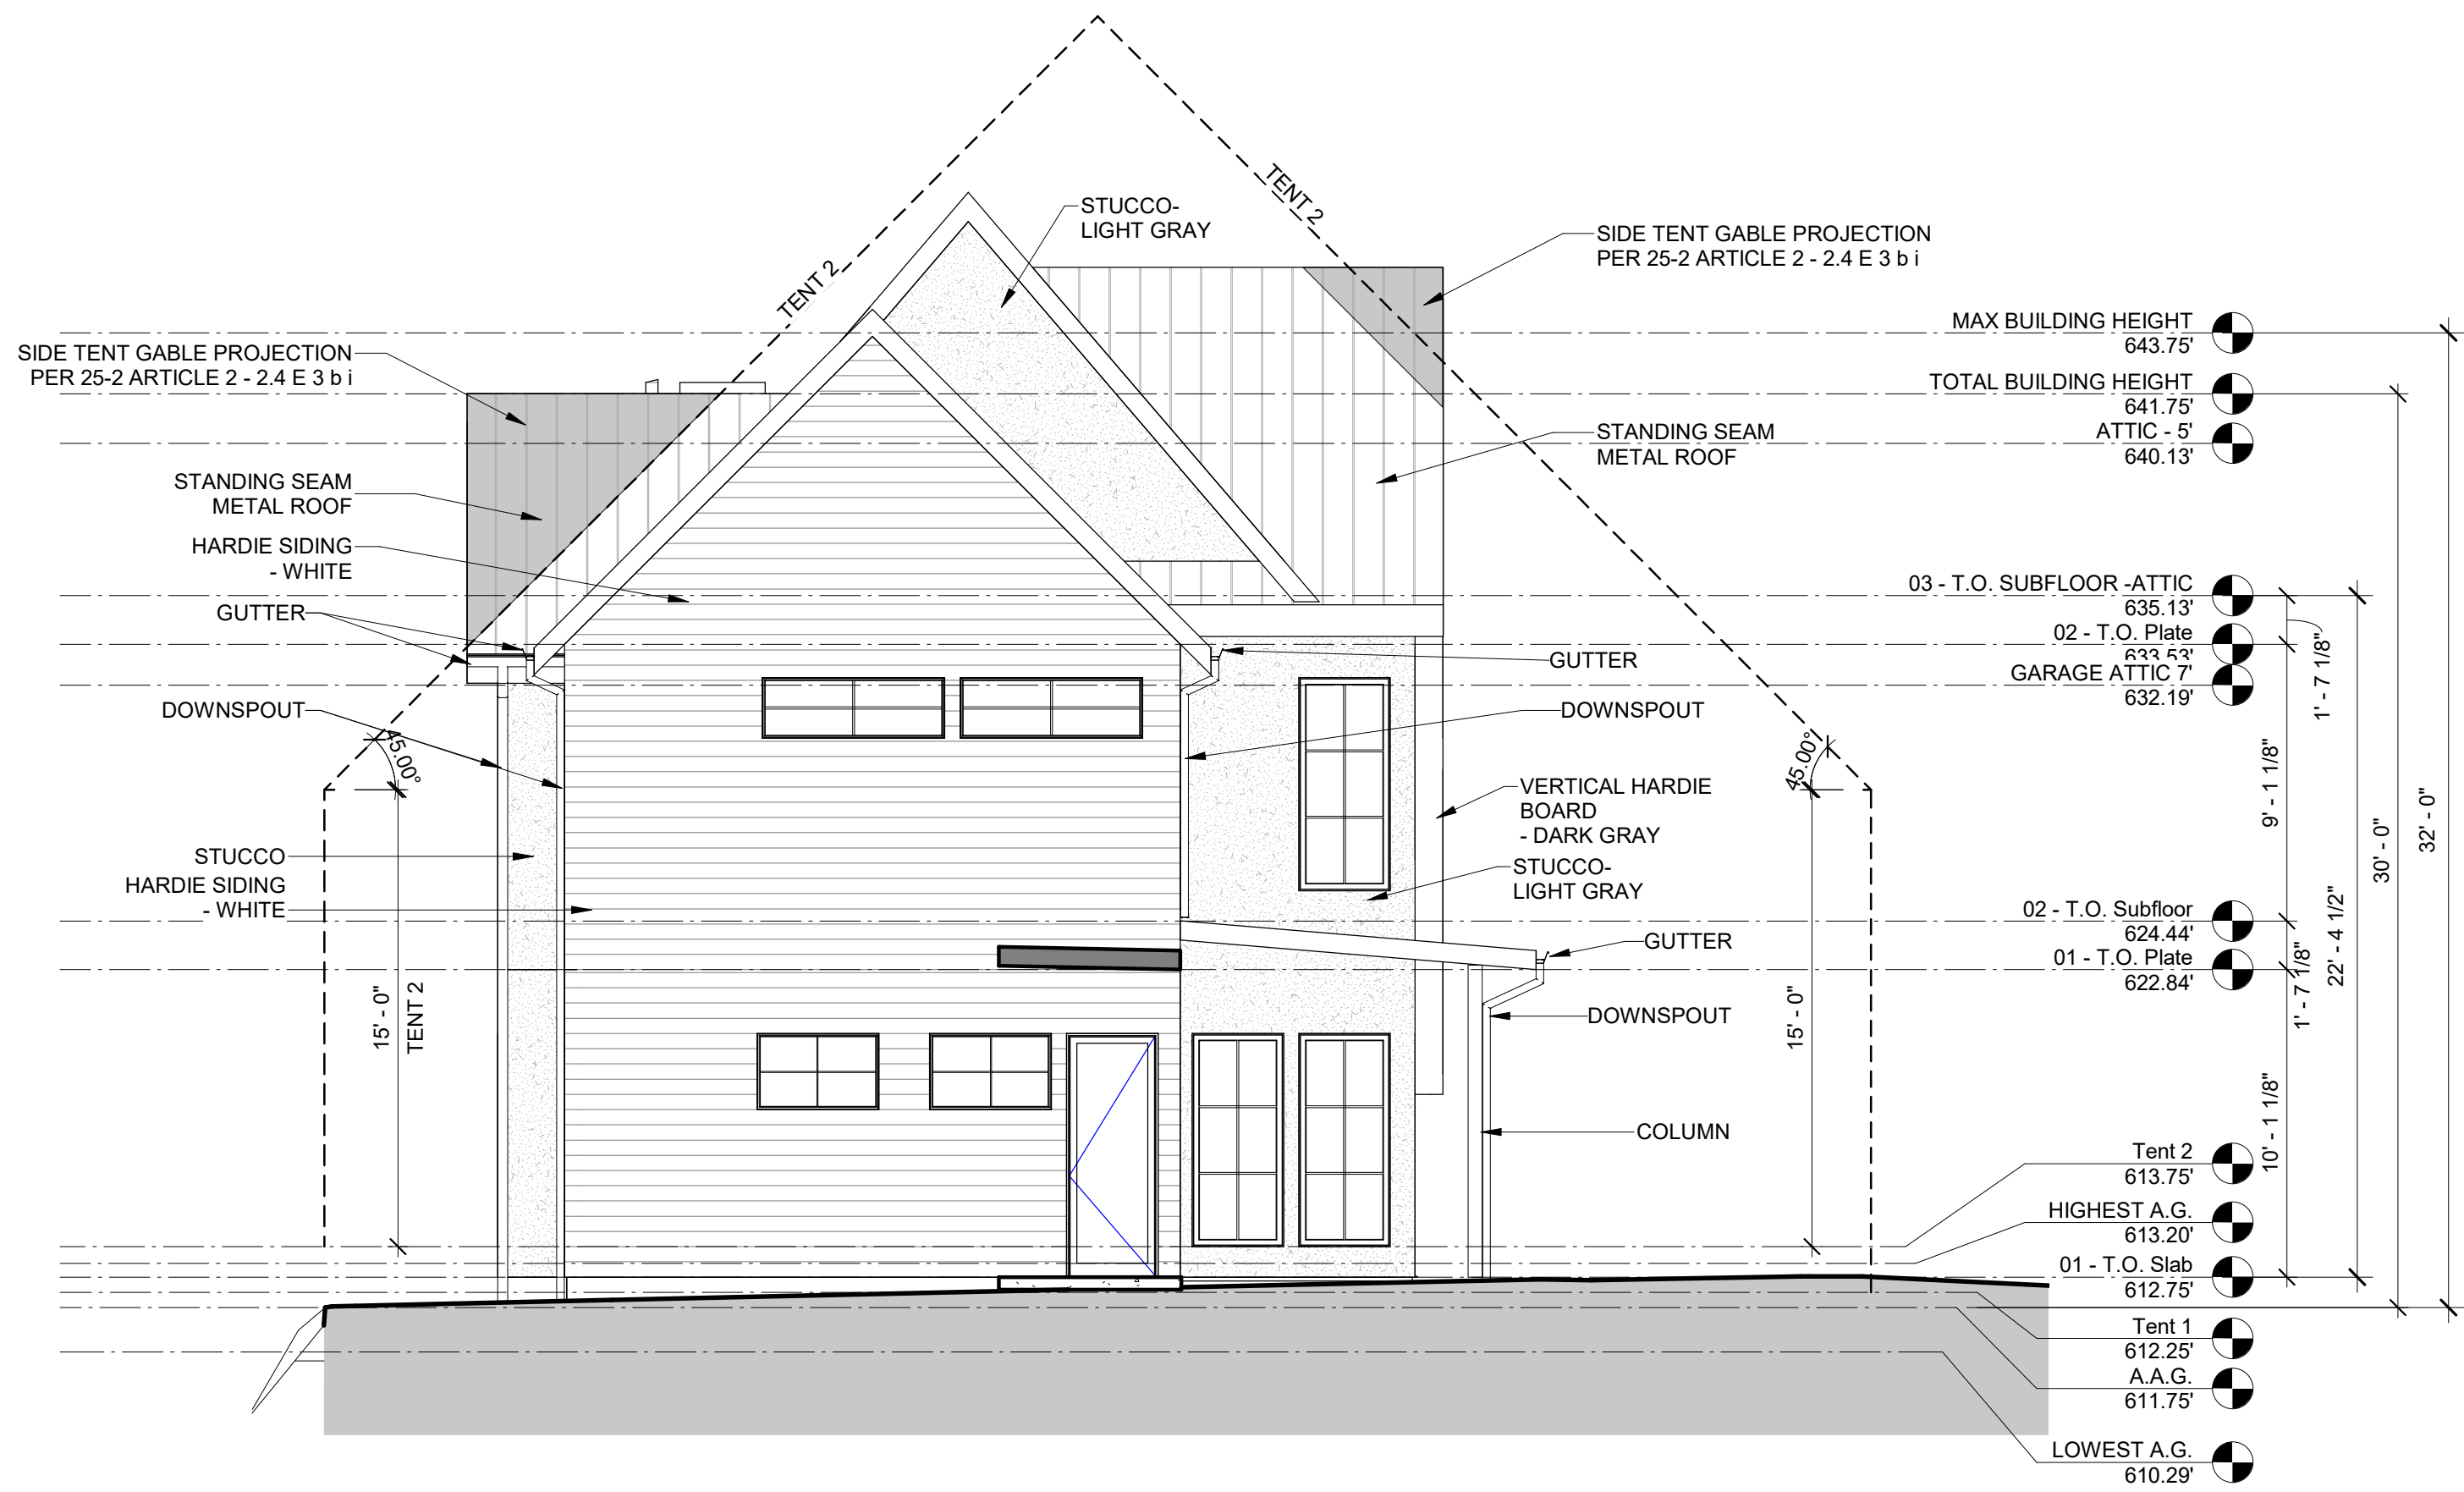 TENT 2
TENT 2
STUCCO-
LIGHT GRAY
SIDE TENT GABLE PROJECTION
PER 25-2 ARTICLE 2 - 2.4 E 3 b i
SIDE TENT GABLE PROJECTION
PER 25-2 ARTICLE 2 - 2.4 E 3 b i
STANDING SEAM
METAL ROOF
HARDIE SIDING
- WHITE
GUTTER
DOWNSPOUT
45.00°
STUCCO
HARDIE SIDING
- WHITE
15' - 0"
TENT 2
STANDING SEAM
METAL ROOF
GUTTER
DOWNSPOUT
45.00°
VERTICAL HARDIE
BOARD
- DARK GRAY
STUCCO-
LIGHT GRAY
GUTTER
DOWNSPOUT
15' - 0"
COLUMN
MAX BUILDING HEIGHT
643.75'
TOTAL BUILDING HEIGHT
641.75'
ATTIC - 5'
640.13'
03 - T.O. SUBFLOOR -ATTIC
635.13'
02 - T.O. Plate
633.53'
GARAGE ATTIC 7'
632.19'
02 - T.O. Subfloor
624.44'
01 - T.O. Plate
622.84'
Tent 2
613.75'
HIGHEST A.G.
613.20'
01 - T.O. Slab
612.75'
Tent 1
612.25'
A.A.G.
611.75'
LOWEST A.G.
610.29'
1' - 7 1/8"
9' - 1 1/8"
1' - 7 1/8"
10' - 1 1/8"
22' - 4 1/2"
30' - 0"
32' - 0"